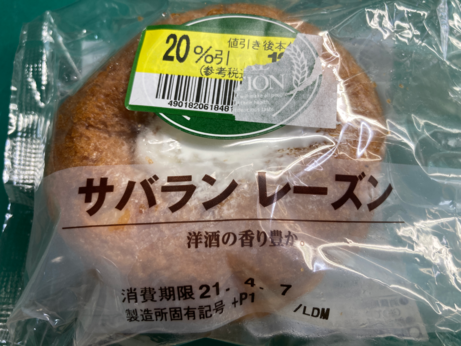 20%引
値引き後本
(参考税
4901820618481
ION
サバラン レーズン
洋酒の香り豊か。
消費期限 21. 4. 7
製造所固有記号 +P1 /LDM